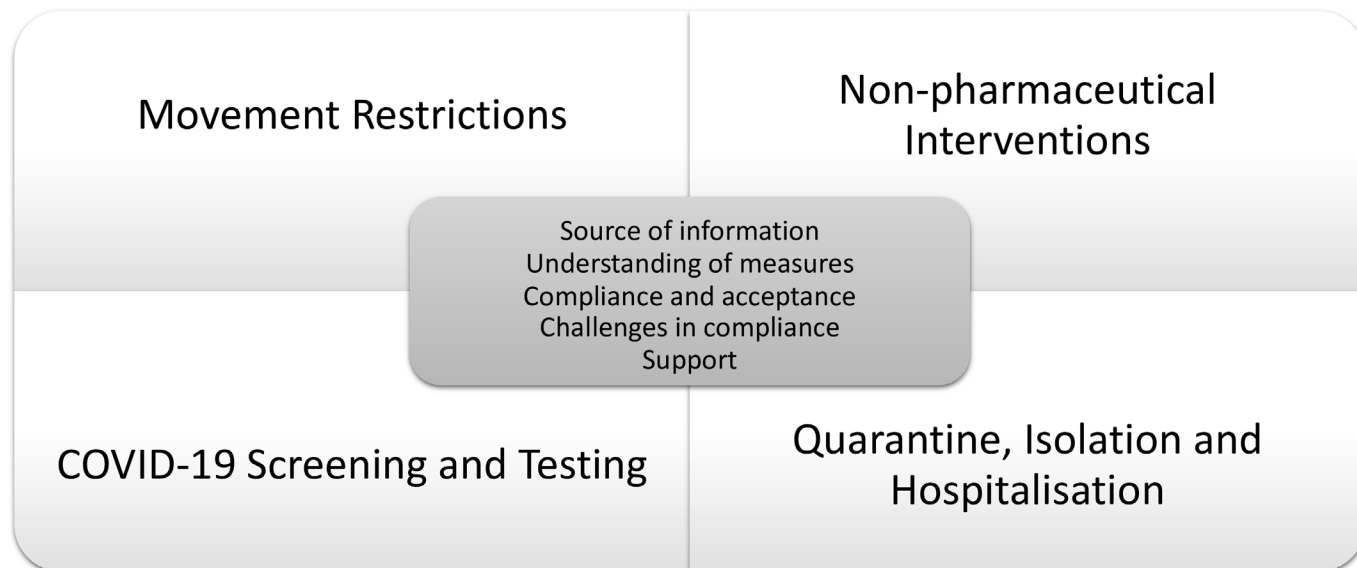 Movement Restrictions
Non-pharmaceutical
Interventions
Source of information
Understanding of measures
Compliance and acceptance
Challenges in compliance
Support
COVID-19 Screening and Testing
Quarantine, Isolation and
Hospitalisation